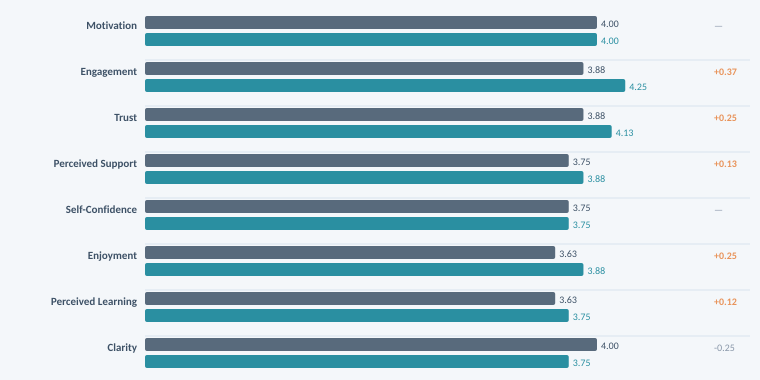 Motivation 4.00 —
4.00
Engagement 3.88 +0.37
4.25
Trust 3.88 +0.25
4.13
Perceived Support 3.75 +0.13
3.88
Self-Confidence 3.75 —
3.75
Enjoyment 3.63 +0.25
3.88
Perceived Learning 3.63 +0.12
3.75
Clarity 4.00 -0.25
3.75